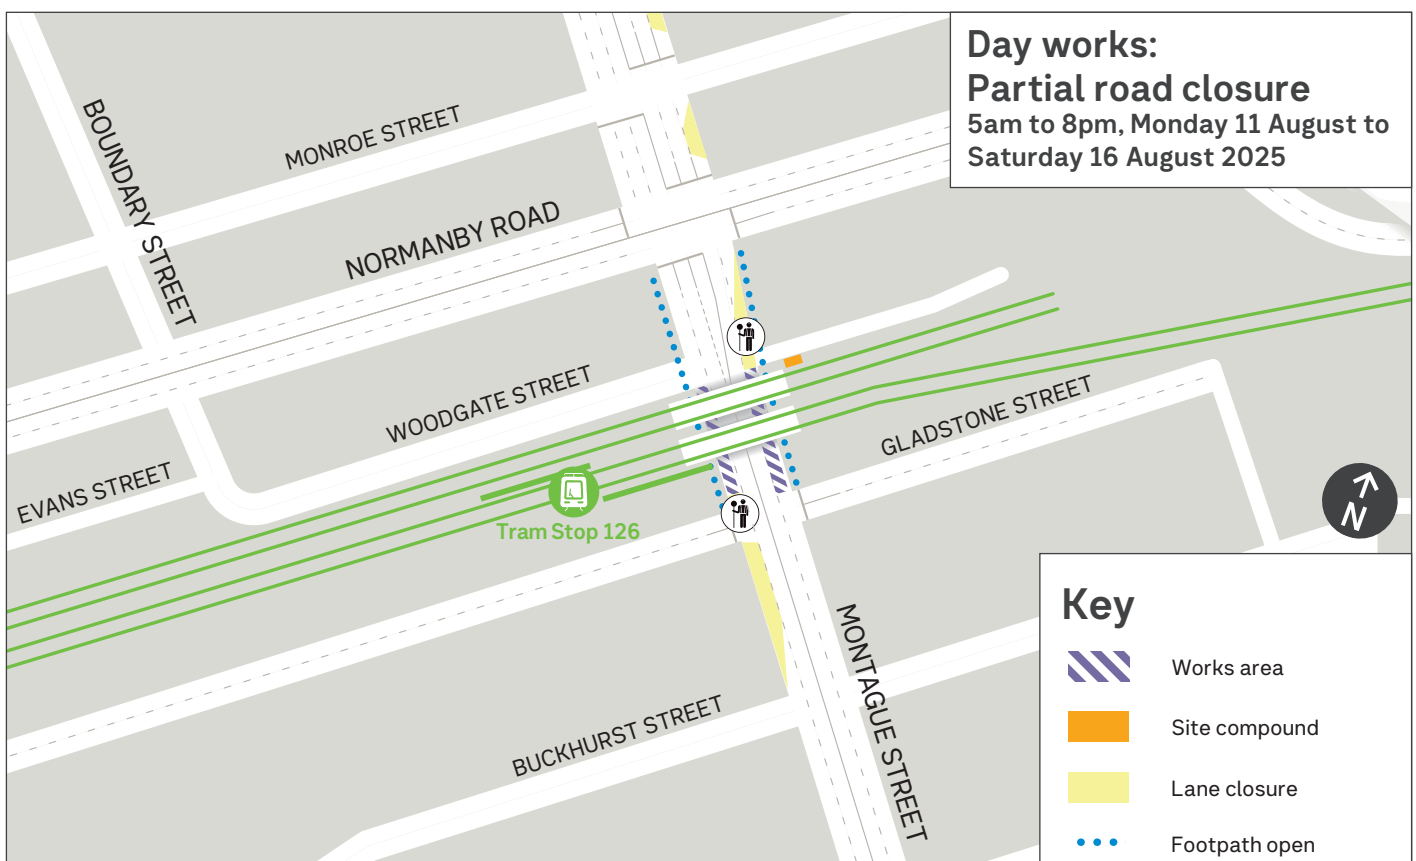 Day works:
Partial road closure
5am to 8pm, Monday 11 August to
Saturday 16 August 2025
BOUNDARY STREET
MONROE STREET
NORMANBY ROAD
WOODGATE STREET
EVANS STREET
GLADSTONE STREET
Tram Stop 126
N
MONTAGUE STREET
BUCKHURST STREET
Key
Works area
Site compound
Lane closure
Footpath open